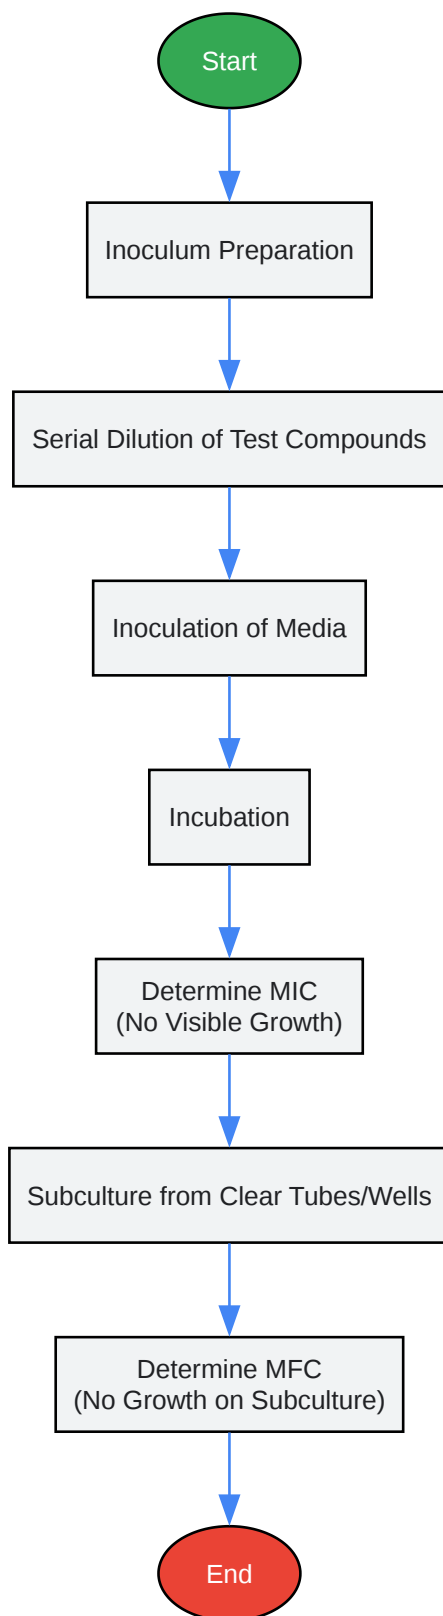 Start
Inoculum Preparation
Serial Dilution of Test Compounds
Inoculation of Media
Incubation
Determine MIC
(No Visible Growth)
Subculture from Clear Tubes/Wells
Determine MFC
(No Growth on Subculture)
End